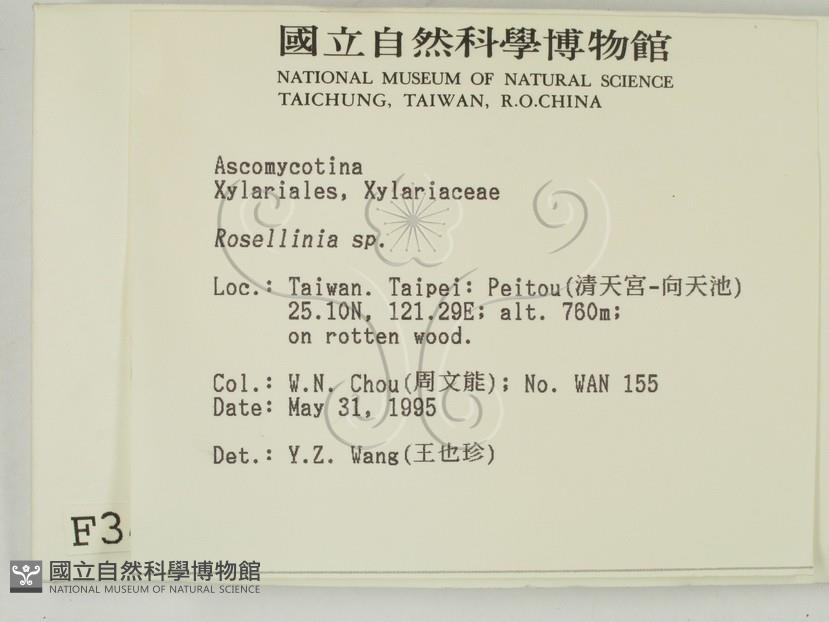 國立自然科學博物館
NATIONAL MUSEUM OF NATURAL SCIENCE
TAICHUNG, TAIWAN, R.O.CHINA
Ascomycotina
Xylariales, Xylariaceae
Rosellinia sp.
Loc.: Taiwan. Taipei: Peitou(清天宮-向天池)
25.10N, 121.29E; alt. 760m;
on rotten wood.
Col.: W.N. Chou(周文能); No. WAN 155
Date: May 31, 1995
Det.: Y.Z. Wang(王也珍)
F3
國立自然科學博物館
NATIONAL MUSEUM OF NATURAL SCIENCE